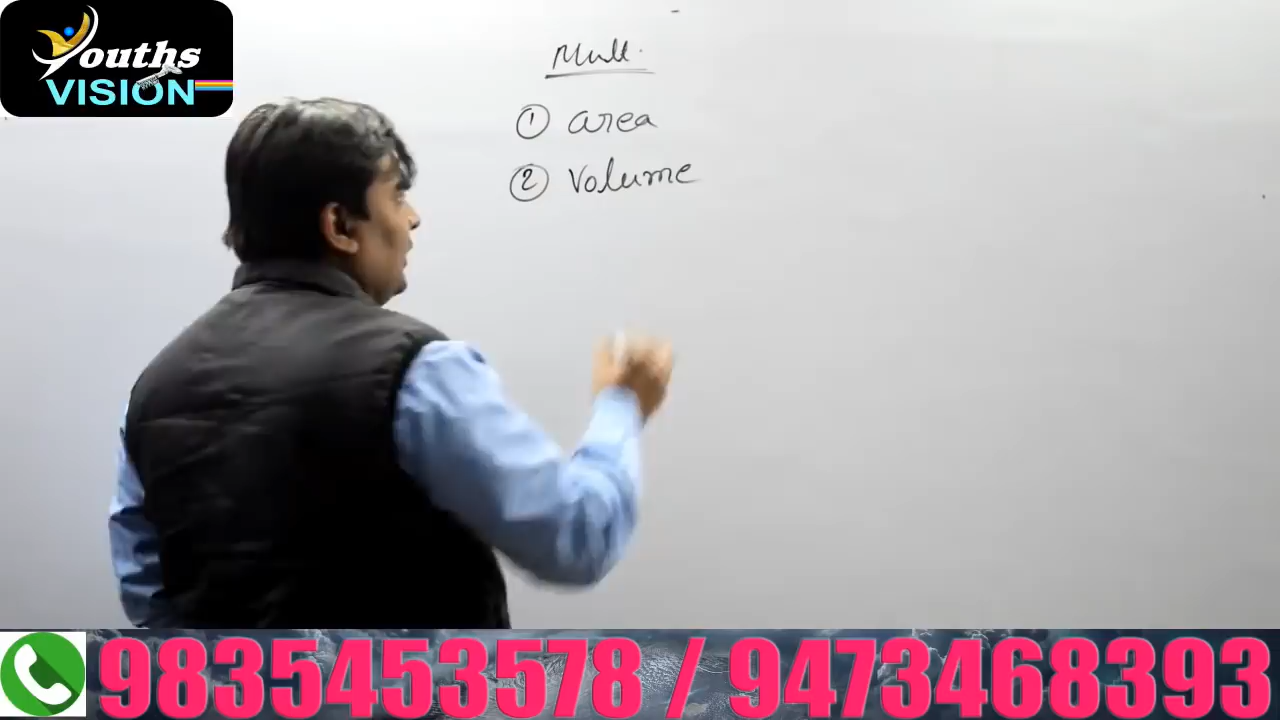 Youths
VISION
Mult.
① area
② Volume
9835453578 / 9473468393